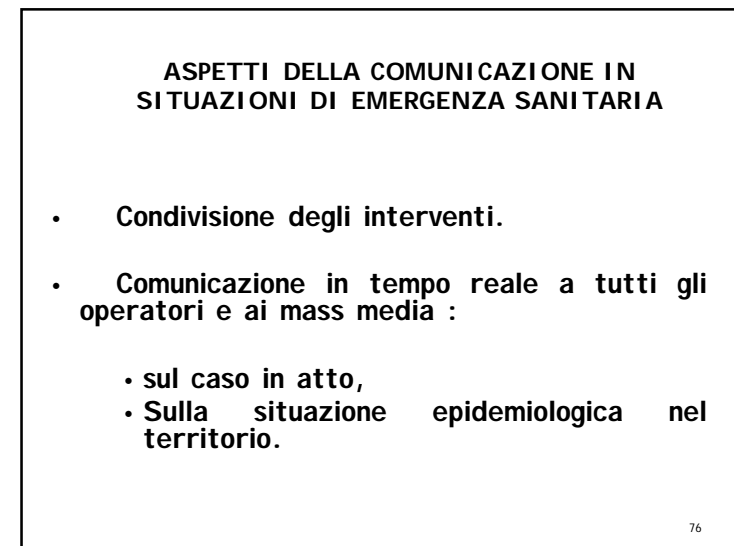 ASPETTI DELLA COMUNICAZIONE IN
SITUAZIONI DI EMERGENZA SANITARIA
• Condivisione degli interventi.
• Comunicazione in tempo reale a tutti gli
operatori e ai mass media :
• sul caso in atto,
• Sulla situazione epidemiologica nel
territorio.
76